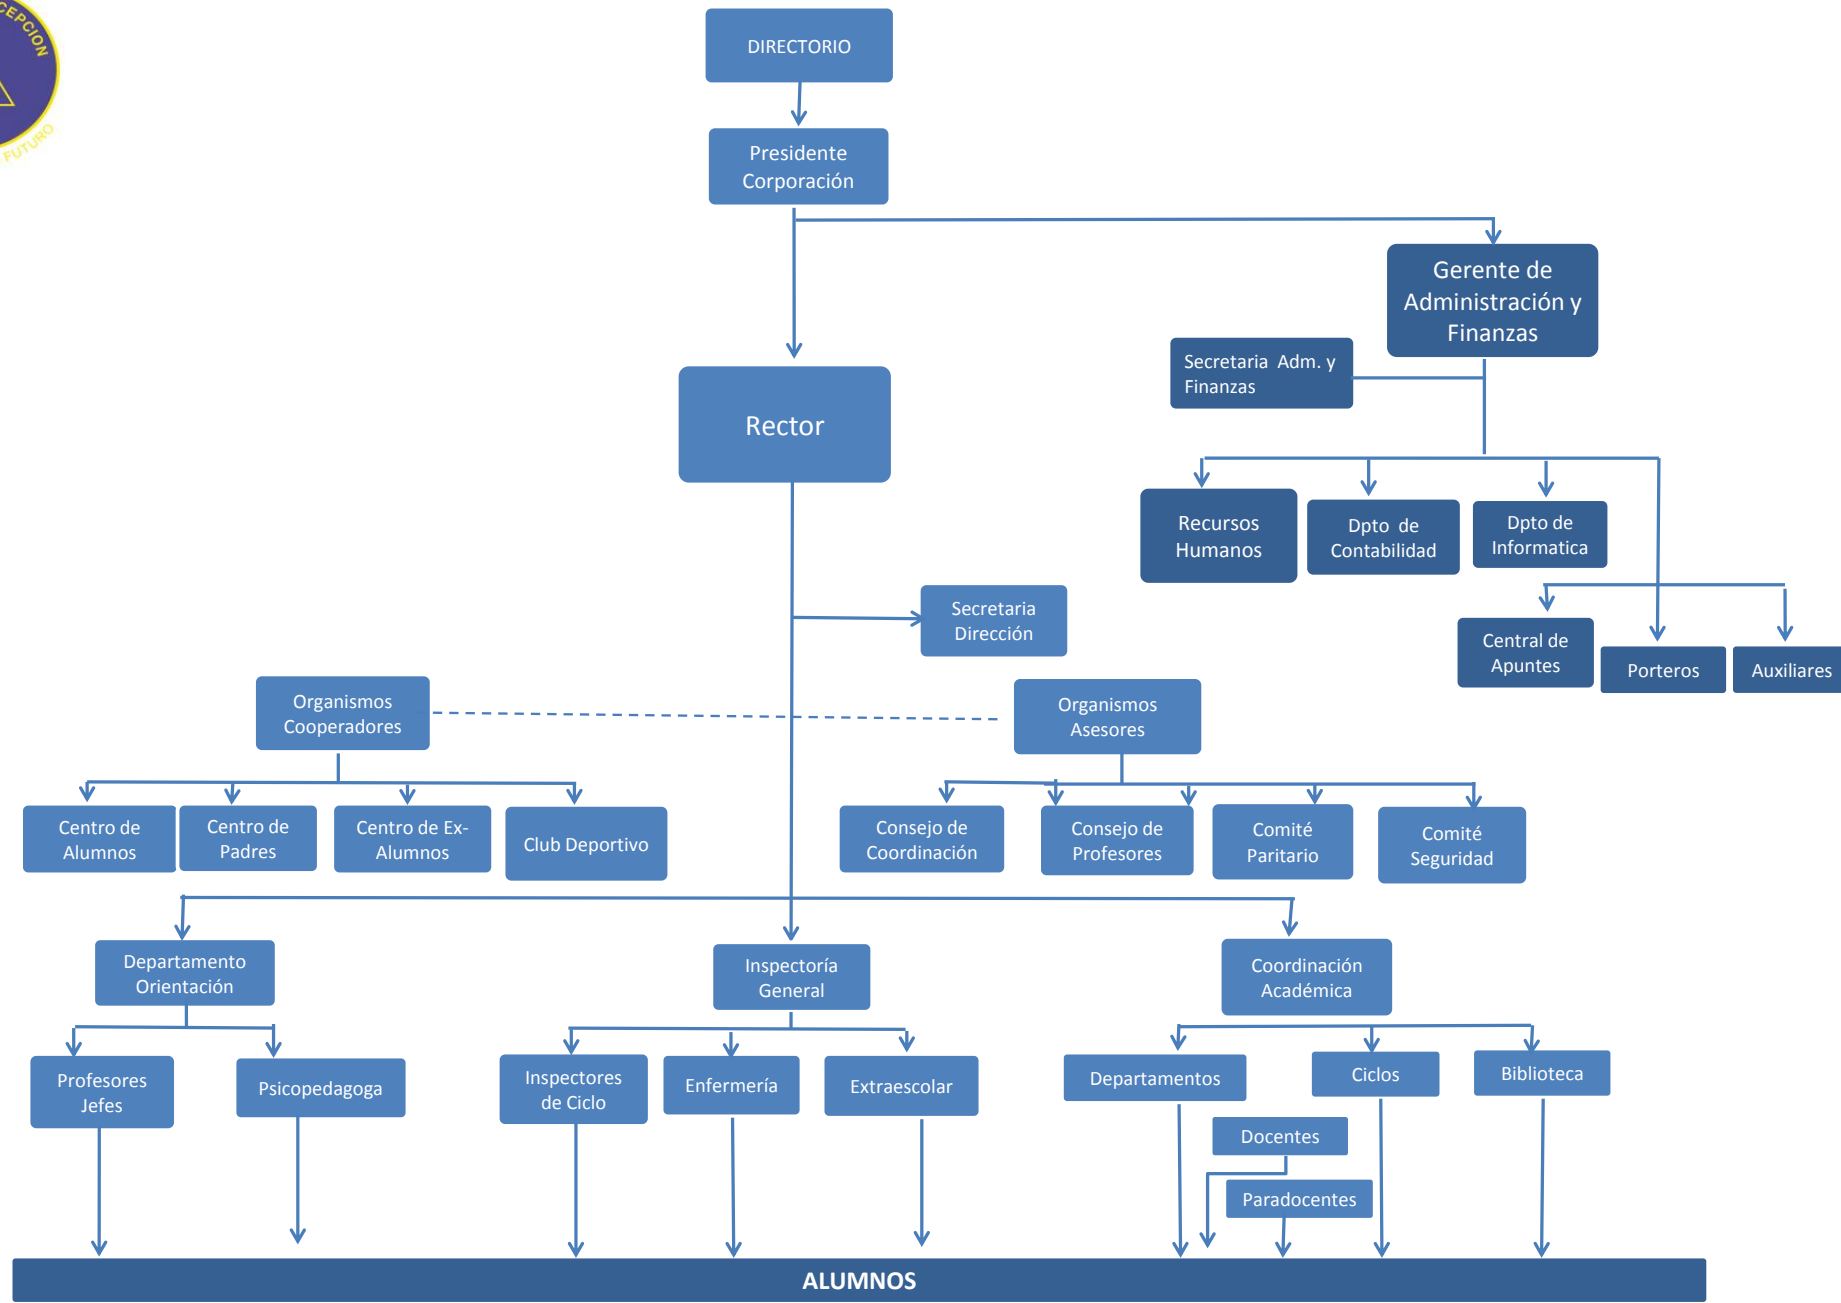 CEPCION
FUTURO
DIRECTORIO
Presidente
Corporación
Gerente de
Administración y
Finanzas
Secretaria Adm. y
Finanzas
Rector
Recursos
Humanos
Dpto de
Contabilidad
Dpto de
Informatica
Secretaria
Dirección
Central de
Apuntes
Porteros
Auxiliares
Organismos
Cooperadores
Organismos
Asesores
Centro de
Alumnos
Centro de
Padres
Centro de Ex-
Alumnos
Club Deportivo
Consejo de
Coordinación
Consejo de
Profesores
Comité
Paritario
Comité
Seguridad
Departamento
Orientación
Inspectoría
General
Coordinación
Académica
Profesores
Jefes
Psicopedagoga
Inspectores
de Ciclo
Enfermería
Extraescolar
Departamentos
Ciclos
Biblioteca
Docentes
Paradocentes
ALUMNOS